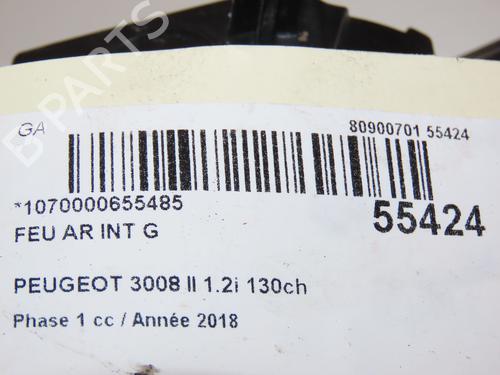 GA
80900701 55424
*1070000655485
55424
FEU AR INT G
PEUGEOT 3008 II 1.2i 130ch
Phase 1 cc / Année 2018